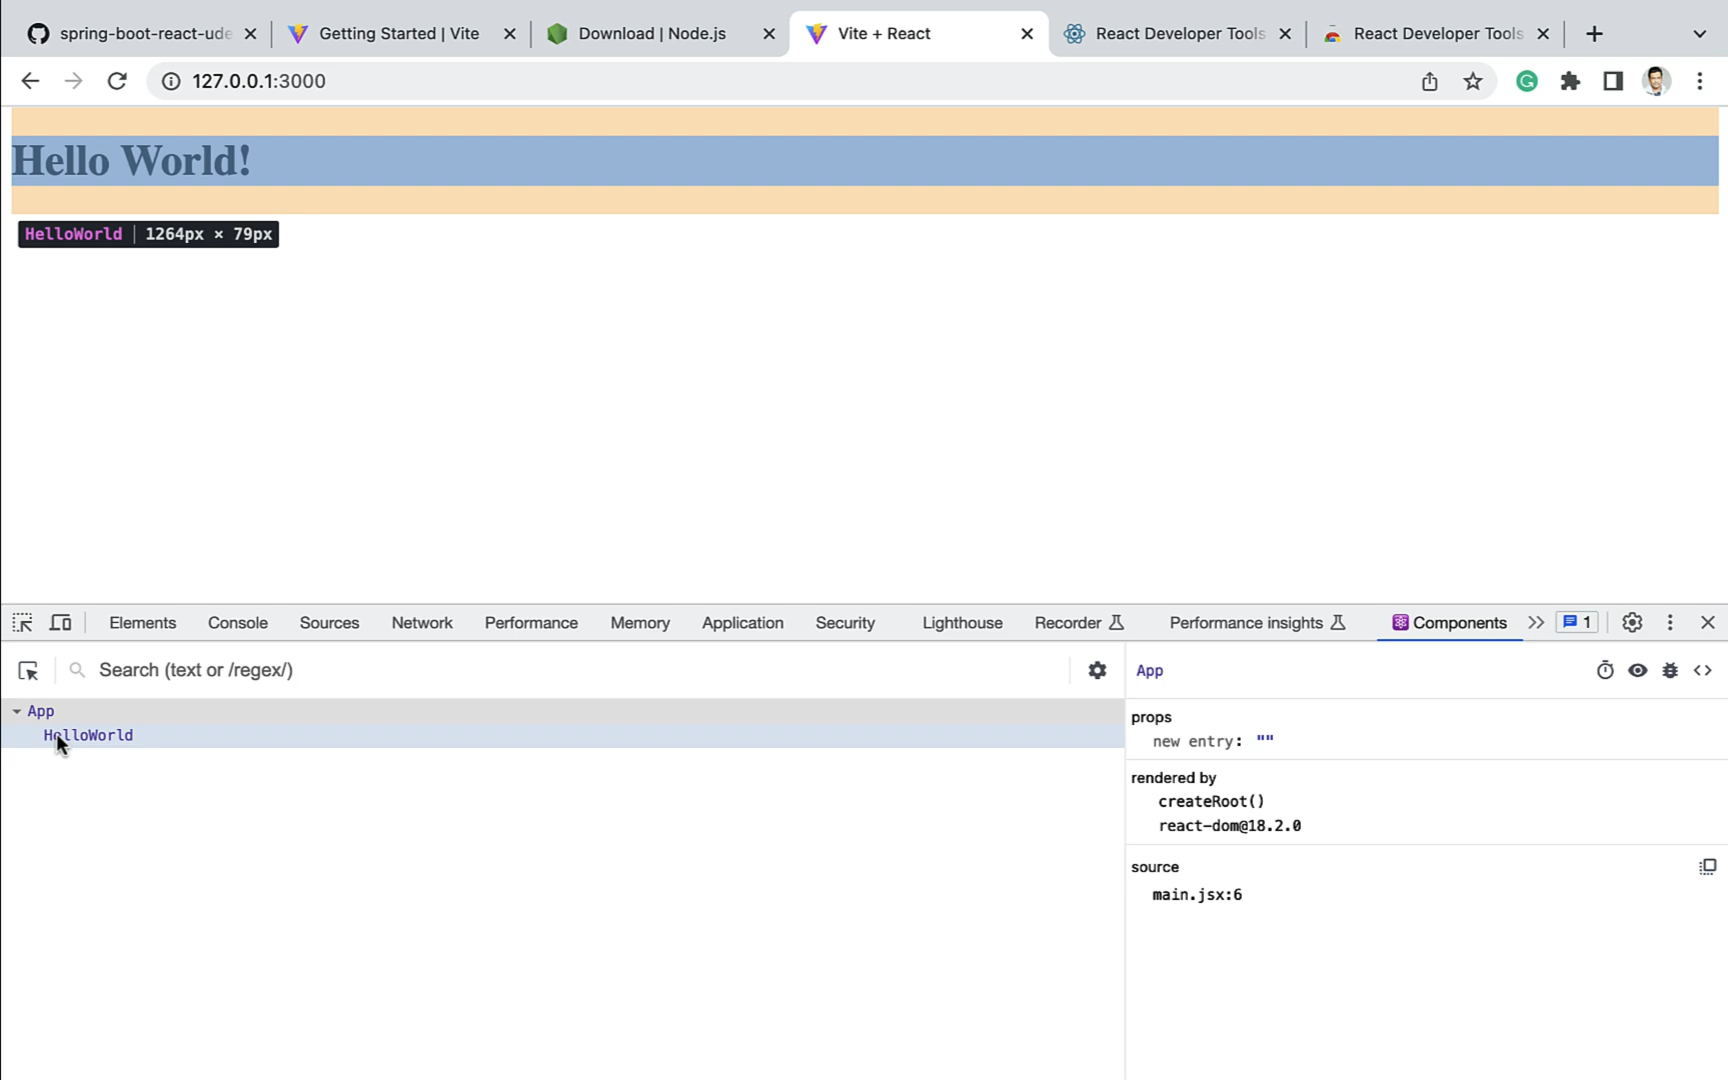 spring-boot-react-ude
Getting Started | Vite
Download | Node.js
Vite + React
React Developer Tools
React Developer Tools
127.0.0.1:3000
Hello World!
HelloWorld | 1264px × 79px
Elements
Console
Sources
Network
Performance
Memory
Application
Security
Lighthouse
Recorder
Performance insights
Components
1
Search (text or /regex/)
App
App
HelloWorld
props
new entry: ""
rendered by
createRoot()
react-dom@18.2.0
source
main.jsx:6